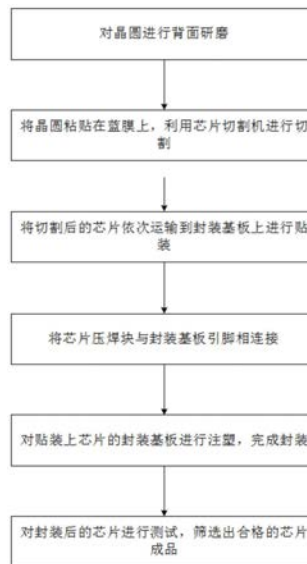 对晶圆进行背面研磨
将晶圆粘贴在蓝膜上，利用芯片切割机进行切
割
将切割后的芯片依次运输到封装基板上进行贴
装
将芯片压焊块与封装基板引脚相连接
对贴装上芯片的封装基板进行注塑，完成封装
对封装后的芯片进行测试，筛选出合格的芯片
成品